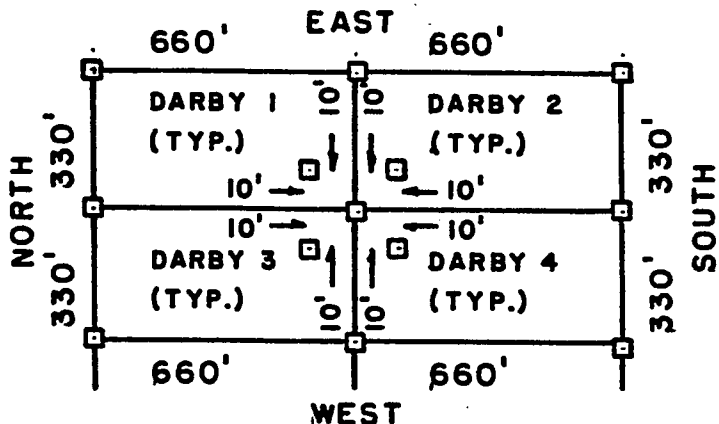 EAST
660' 660'
DARBY 1 10' 10' DARBY 2
(TYP.) (TYP.)
330' 330'
NORTH SOUTH
10' 10'
10' 10'
DARBY 3 DARBY 4
(TYP.) (TYP.)
330' 10' 10' 330'
660' 660'
WEST